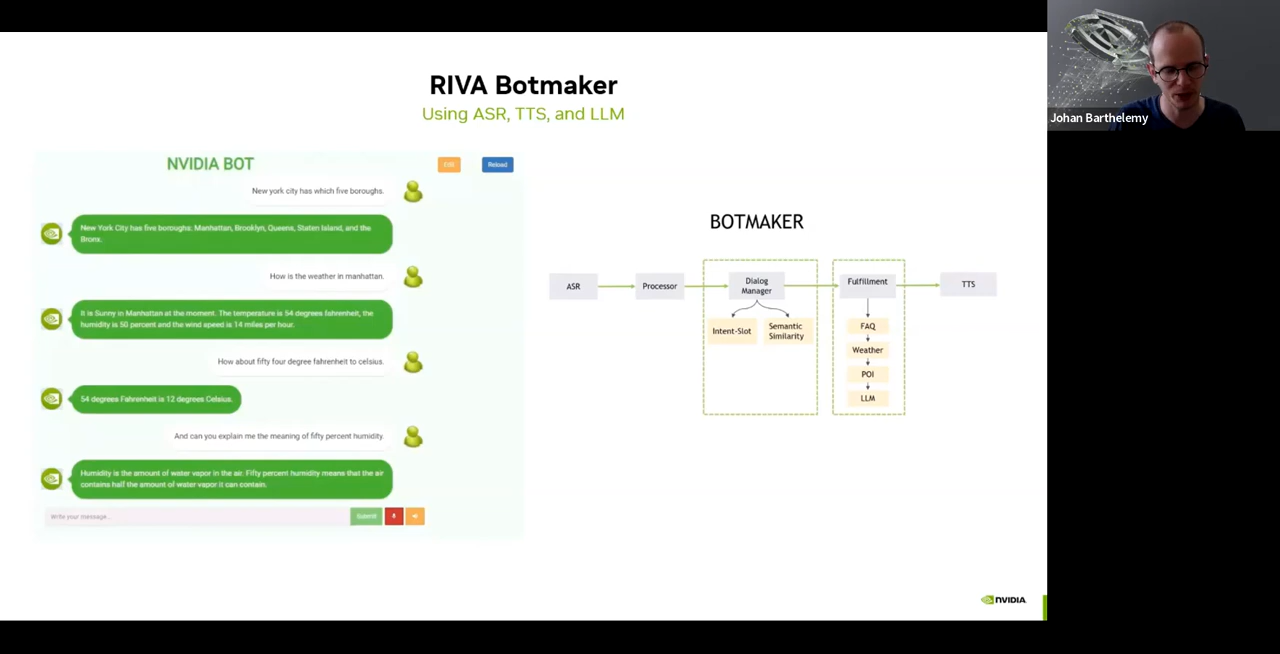 RIVA Botmaker
Using ASR, TTS, and LLM
Johan Barthelemy
NVIDIA BOT
Edit
Reload
New york city has which five boroughs.
New York City has five boroughs: Manhattan, Brooklyn, Queens, Staten Island, and the
Bronx.
How is the weather in manhattan.
It is Sunny in Manhattan at the moment. The temperature is 54 degrees fahrenheit, the
humidity is 50 percent and the wind speed is 14 miles per hour.
How about fifty four degree fahrenheit to celsius.
54 degrees Fahrenheit is 12 degrees Celsius.
And can you explain me the meaning of fifty percent humidity.
Humidity is the amount of water vapor in the air. Fifty percent humidity means that the air
contains half the amount of water vapor it can contain.
Write your message...
Submit
BOTMAKER
ASR
Processor
Dialog
Manager
Intent-Slot
Semantic
Similarity
Fulfillment
FAQ
Weather
POI
LLM
TTS
NVIDIA